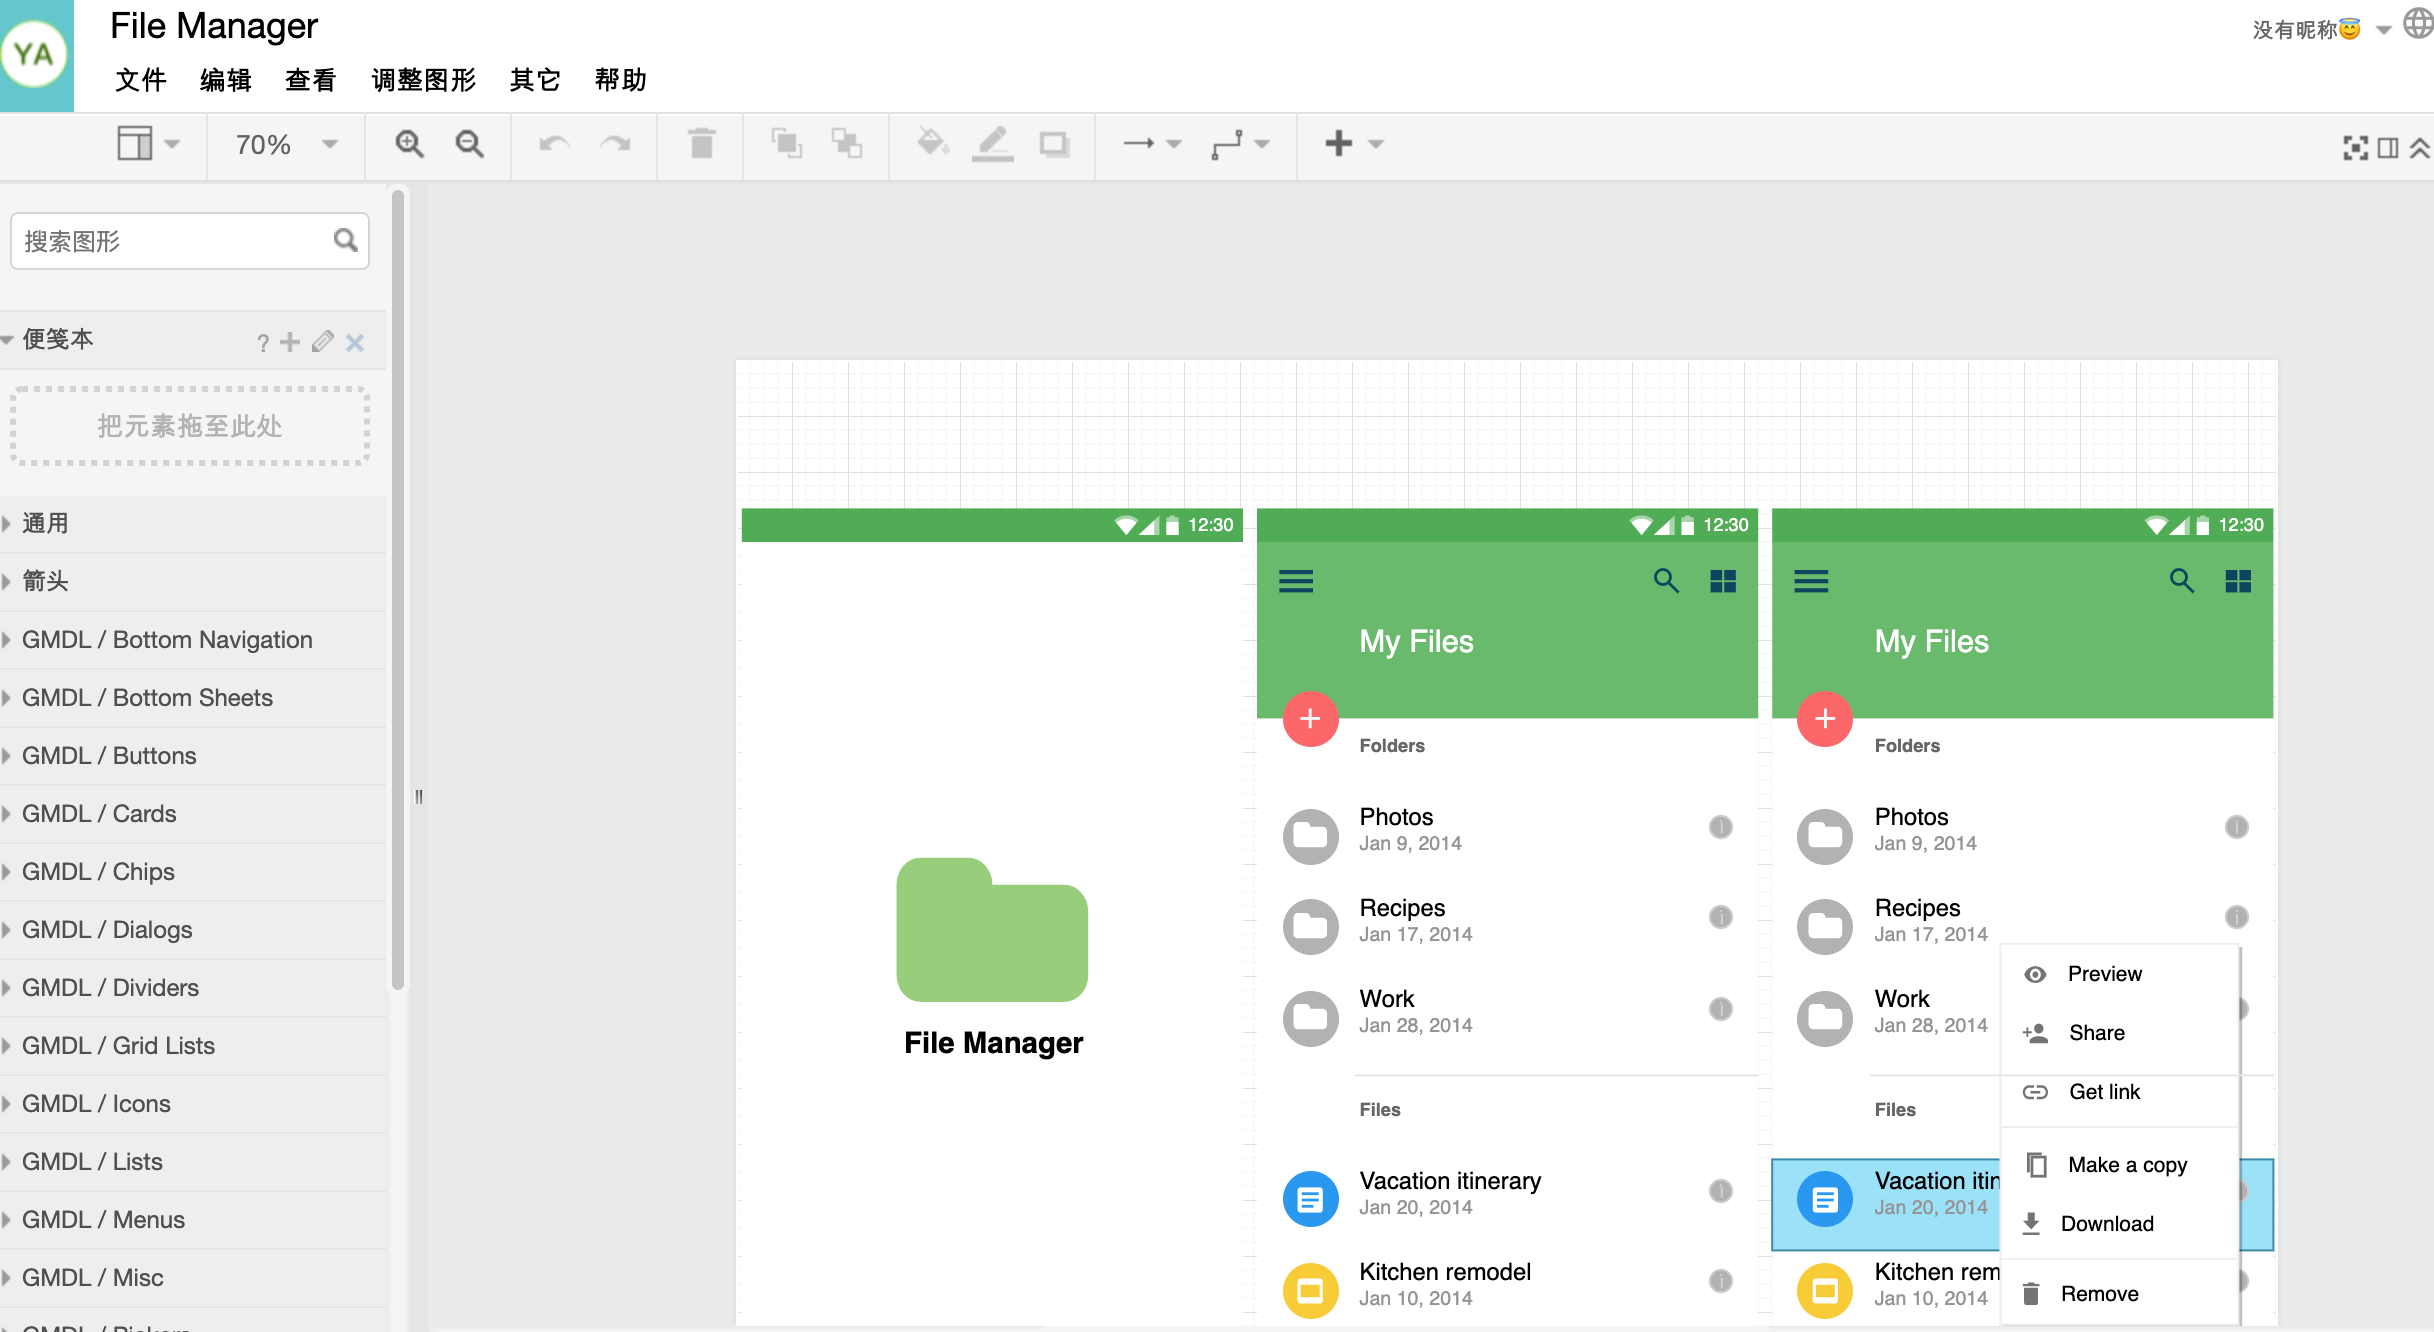 YA
File Manager
没有昵称😇
文件 编辑 查看 调整图形 其它 帮助
70%
搜索图形
便笺本
?
把元素拖至此处
通用
箭头
GMDL / Bottom Navigation
GMDL / Bottom Sheets
GMDL / Buttons
GMDL / Cards
GMDL / Chips
GMDL / Dialogs
GMDL / Dividers
GMDL / Grid Lists
GMDL / Icons
GMDL / Lists
GMDL / Menus
GMDL / Misc
12:30
File Manager
12:30
My Files
Folders
Photos
Jan 9, 2014
Recipes
Jan 17, 2014
Work
Jan 28, 2014
Files
Vacation itinerary
Jan 20, 2014
Kitchen remodel
Jan 10, 2014
12:30
My Files
Folders
Photos
Jan 9, 2014
Recipes
Jan 17, 2014
Work
Jan 28, 2014
Files
Vacation itin
Jan 20, 2014
Kitchen rem
Jan 10, 2014
Preview
Share
Get link
Make a copy
Download
Remove